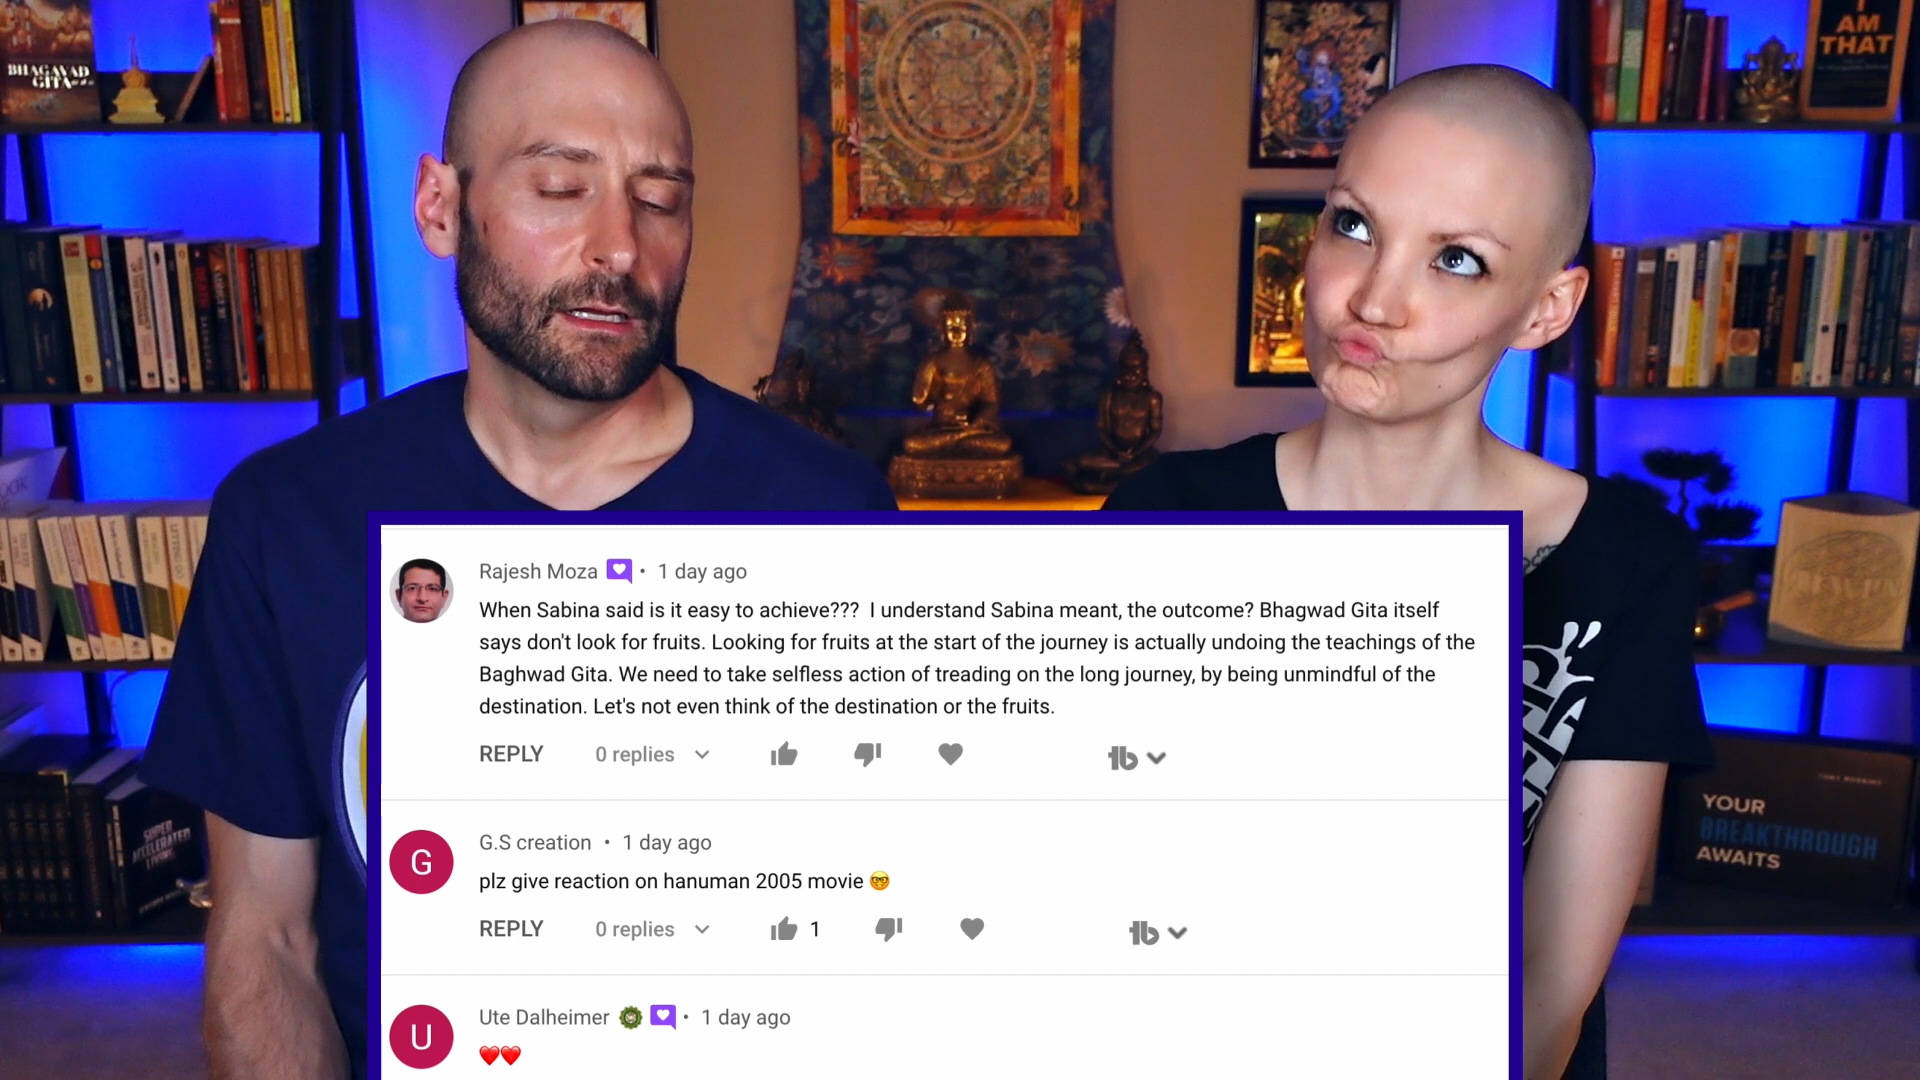 BHAGAVAD
GITA
I
AM
THAT
Rajesh Moza • 1 day ago
When Sabina said is it easy to achieve??? I understand Sabina meant, the outcome? Bhagwad Gita itself
says don't look for fruits. Looking for fruits at the start of the journey is actually undoing the teachings of the
Baghwad Gita. We need to take selfless action of treading on the long journey, by being unmindful of the
destination. Let's not even think of the destination or the fruits.
REPLY 0 replies
G
G.S creation • 1 day ago
plz give reaction on hanuman 2005 movie 🤓
REPLY 0 replies 1
U
Ute Dalheimer • 1 day ago
❤️❤️
SUPER
ACCELERATED
LIVING
TONY ROBBINS
YOUR
BREAKTHROUGH
AWAITS